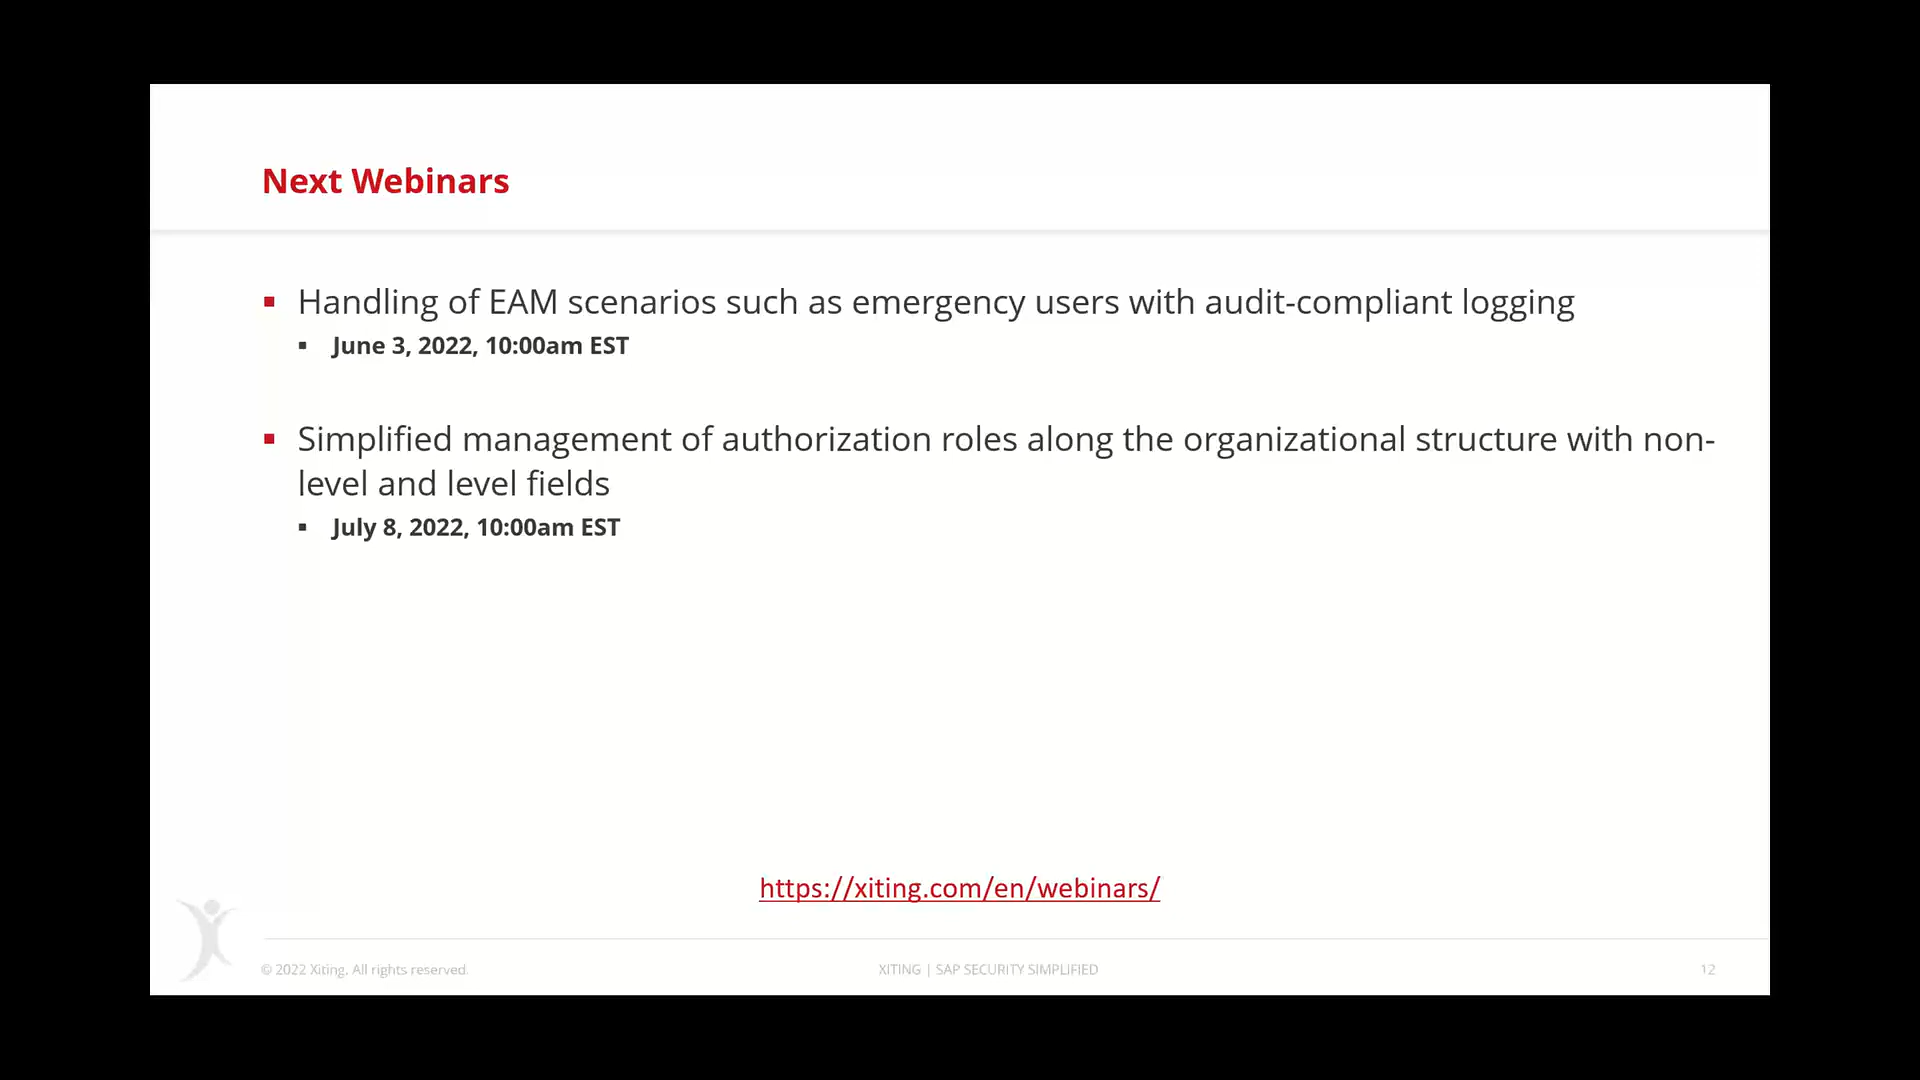 Next Webinars
▪ Handling of EAM scenarios such as emergency users with audit-compliant logging
▪ June 3, 2022, 10:00am EST
▪ Simplified management of authorization roles along the organizational structure with non-
level and level fields
▪ July 8, 2022, 10:00am EST
https://xiting.com/en/webinars/
© 2022 Xiting. All rights reserved.
XITING | SAP SECURITY SIMPLIFIED
12